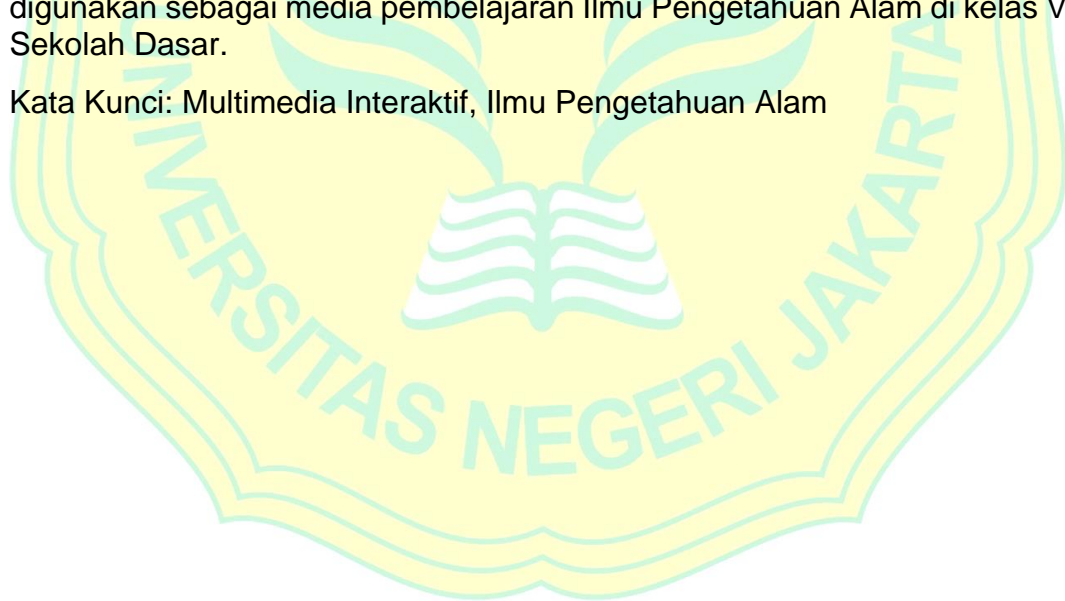 digunakan sebagai media pembelajaran Ilmu Pengetahuan Alam di kelas V
Sekolah Dasar.
Kata Kunci: Multimedia Interaktif, Ilmu Pengetahuan Alam
UNIVERSITAS NEGERI JAKARTA